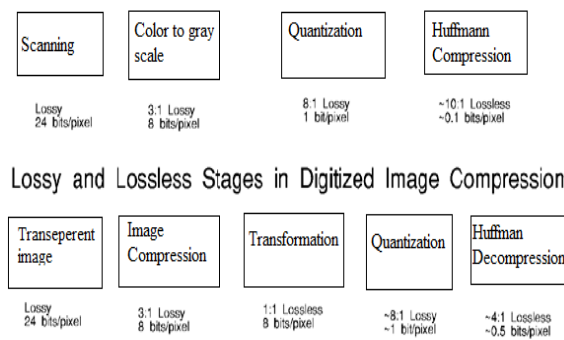 Scanning
Color to gray
scale
Quantization
Huffmann
Compression
Lossy
24 bits/pixel
3:1 Lossy
8 bits/pixel
8:1 Lossy
1 bit/pixel
~10:1 Lossless
~0.1 bits/pixel
Lossy and Lossless Stages in Digitized Image Compression
Transeperent
image
Image
Compression
Transformation
Quantization
Huffman
Decompression
Lossy
24 bits/pixel
3:1 Lossy
8 bits/pixel
1:1 Lossless
8 bits/pixel
~8:1 Lossy
~1 bit/pixel
~4:1 Lossless
~0.5 bits/pixel